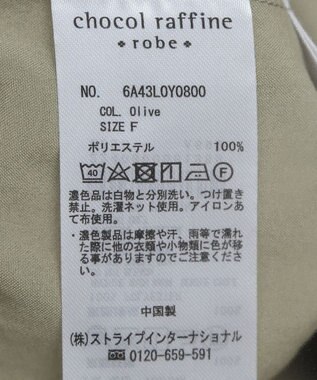 chocol raffine
robe
NO. 6A43L0Y0800
COL. Olive
SIZE F
ポリエステル 100%
40
濃色品は白物と分別洗い。つけ置き
禁止。洗濯ネット使用。アイロンあ
て布使用。
・濃色製品は摩擦や汗、雨等で濡れ
た際に他の衣類や小物類に色が移
る事がありますのでご注意くださ
い。
中国製
(株)ストライプインターナショナル
0120-659-591